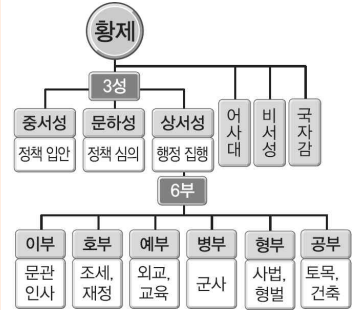 황제
3성
중서성 문하성 상서성
정책 입안 정책 심의 행정 집행
어사대
비서성
국자감
6부
이부 호부 예부 병부 형부 공부
문관 인사
조세, 재정
외교, 교육
군사
사법, 형벌
토목, 건축